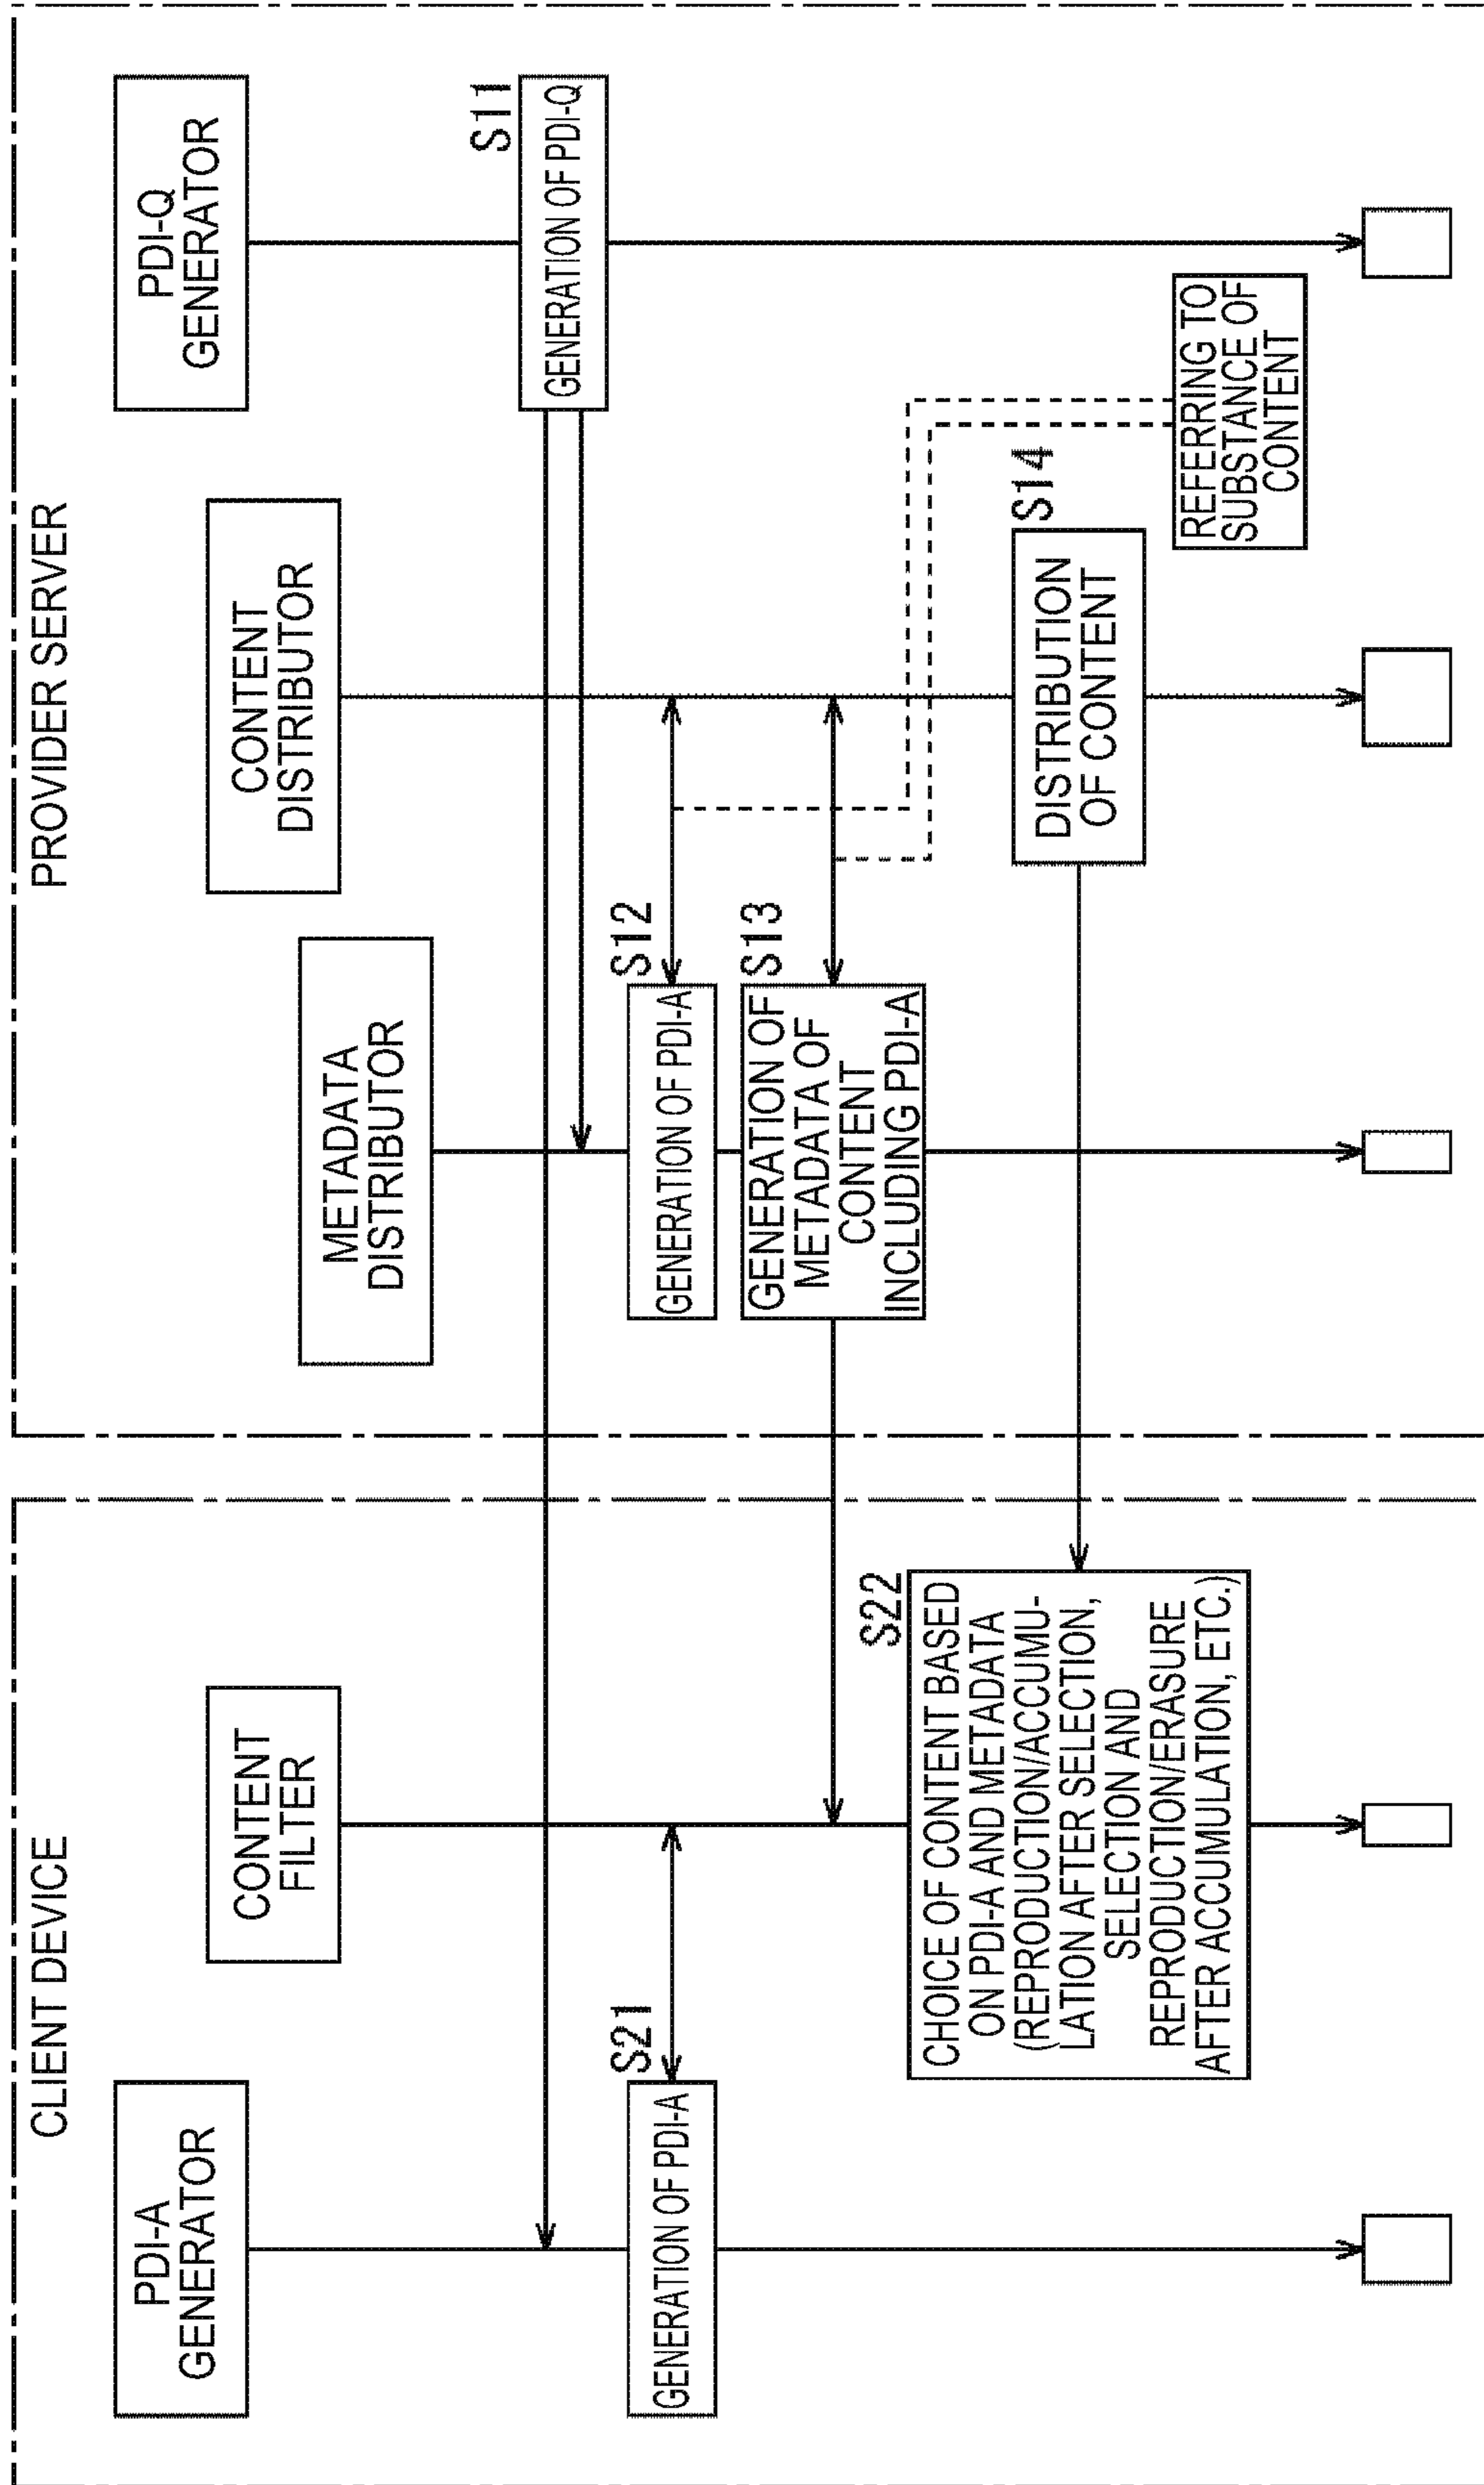 CLIENT DEVICE
PROVIDER SERVER
PDI-A
GENERATOR
CONTENT
FILTER
METADATA
DISTRIBUTOR
CONTENT
DISTRIBUTOR
PDI-Q
GENERATOR
S11
GENERATION OF PDI-Q
S21
GENERATION OF PDI-A
S12
GENERATION OF PDI-A
S13
GENERATION OF
METADATA OF
CONTENT
INCLUDING PDI-A
S22
CHOICE OF CONTENT BASED
ON PDI-A AND METADATA
(REPRODUCTION/ACCUMU-
LATION AFTER SELECTION,
SELECTION AND
REPRODUCTION/ERASURE
AFTER ACCUMULATION, ETC.)
S14
DISTRIBUTION
OF CONTENT
REFERRING TO
SUBSTANCE OF
CONTENT